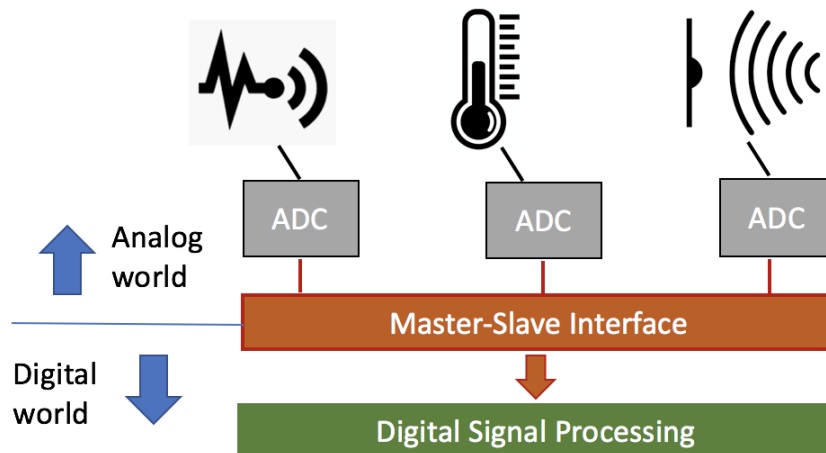 ADC
ADC
ADC
Analog
world
Master-Slave Interface
Digital
world
Digital Signal Processing